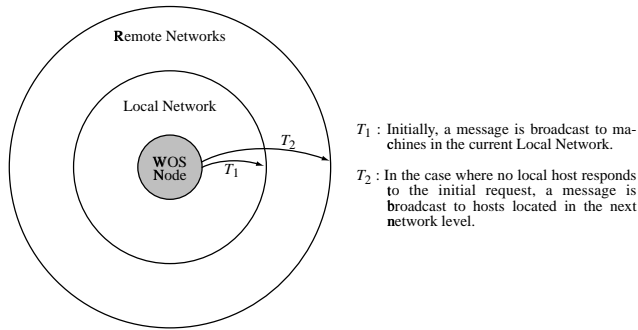 Remote Networks
Local Network
T2
WOS
Node
T1
T1 : Initially, a message is broadcast to ma-
chines in the current Local Network.
T2 : In the case where no local host responds
to the initial request, a message is
broadcast to hosts located in the next
network level.